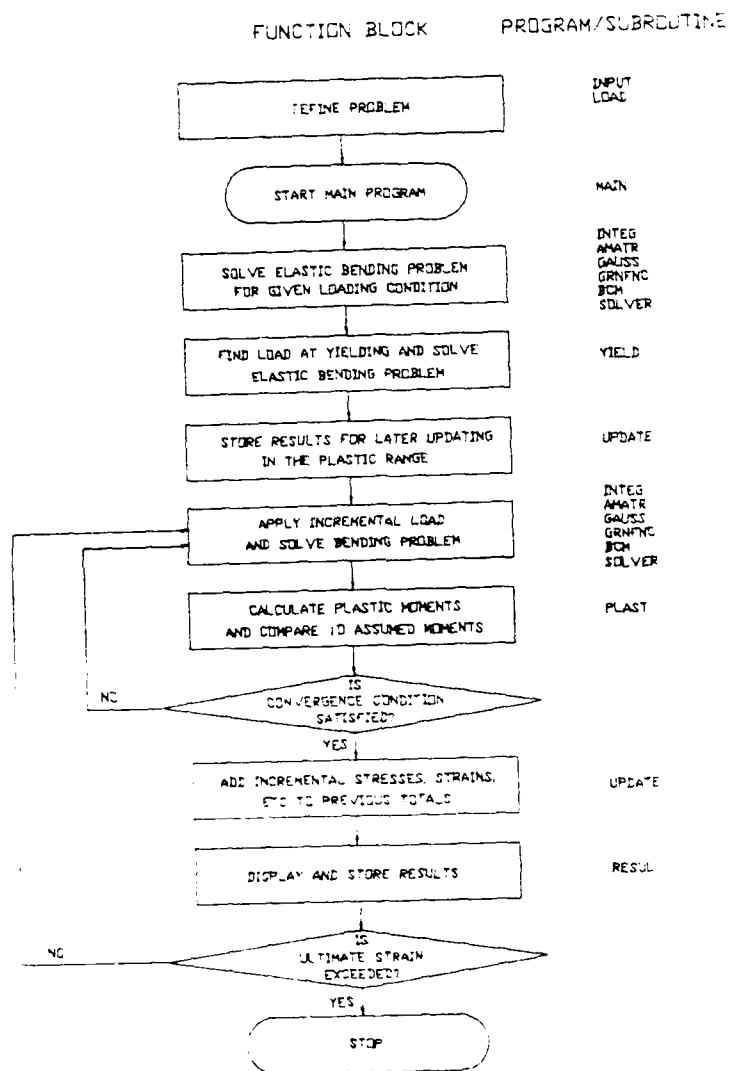 FUNCTION BLOCK PROGRAM/SUBROUTINE
DEFINE PROBLEM
INPUT
LOAD
START MAIN PROGRAM
MAIN
SOLVE ELASTIC BENDING PROBLEM
FOR GIVEN LOADING CONDITION
INTEG
AMATR
GAUSS
GRNFNC
BCM
SOLVER
FIND LOAD AT YIELDING AND SOLVE
ELASTIC BENDING PROBLEM
YIELD
STORE RESULTS FOR LATER UPDATING
IN THE PLASTIC RANGE
UPDATE
APPLY INCREMENTAL LOAD
AND SOLVE BENDING PROBLEM
INTEG
AMATR
GAUSS
GRNFNC
BCM
SOLVER
CALCULATE PLASTIC MOMENTS
AND COMPARE TO ASSUMED MOMENTS
PLAST
IS
CONVERGENCE CONDITION
SATISFIED?
NO
YES
ADD INCREMENTAL STRESSES, STRAINS,
ETC TO PREVIOUS TOTALS
UPDATE
DISPLAY AND STORE RESULTS
RESUL
IS
ULTIMATE STRAIN
EXCEEDED?
NO
YES
STOP